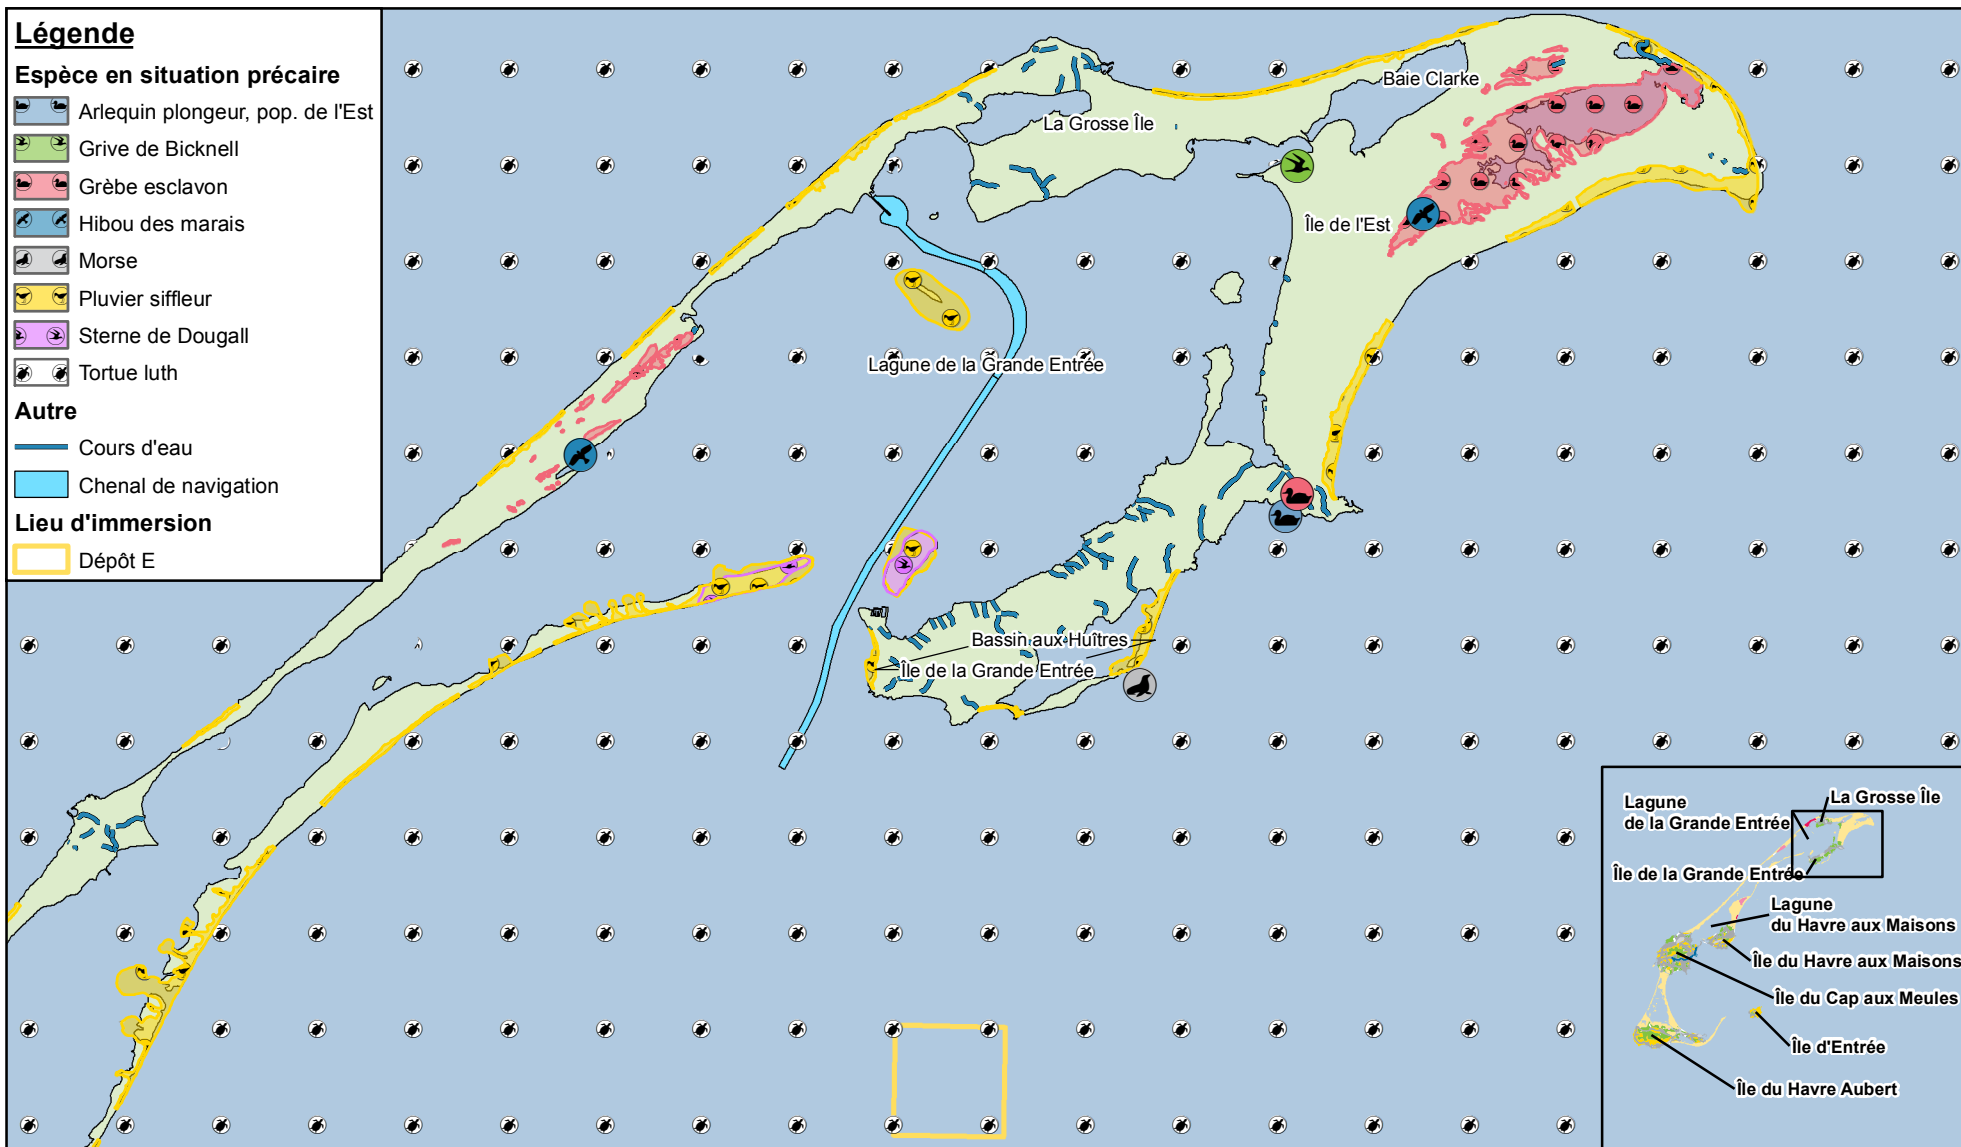 Légende
Espèce en situation précaire
Arlequin plongeur, pop. de l'Est
Grive de Bicknell
Grèbe esclavon
Hibou des marais
Morse
Pluvier siffleur
Sterne de Dougall
Tortue luth
Autre
Cours d'eau
Chenal de navigation
Lieu d'immersion
Dépôt E
Baie Clarke
La Grosse Île
Île de l'Est
Lagune de la Grande Entrée
Bassin aux Huîtres
Île de la Grande Entrée
La Grosse Île
Lagune
de la Grande Entrée
Île de la Grande Entrée
Lagune
du Havre aux Maisons
Île du Havre aux Maisons
Île du Cap aux Meules
Île d'Entrée
Île du Havre Aubert